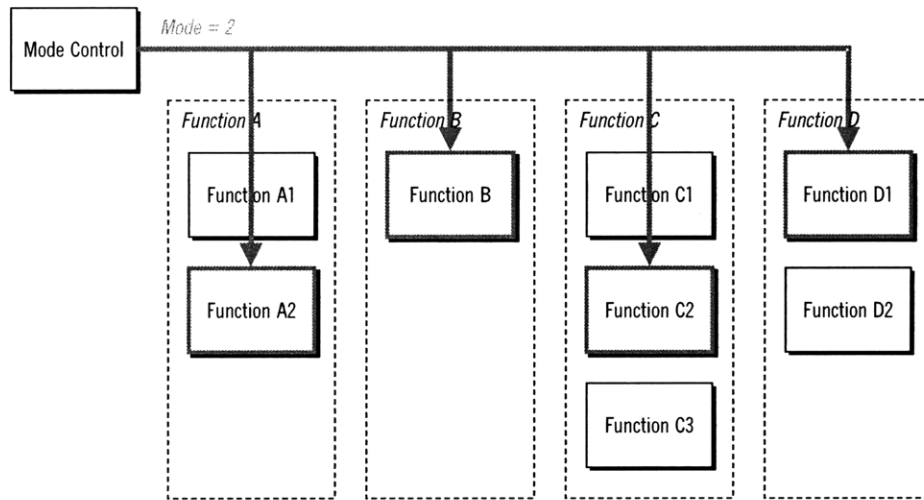 Mode Control
Mode = 2
Function A
Function B
Function C
Function D
Function A1
Function B
Function C1
Function D1
Function A2
Function C2
Function D2
Function C3